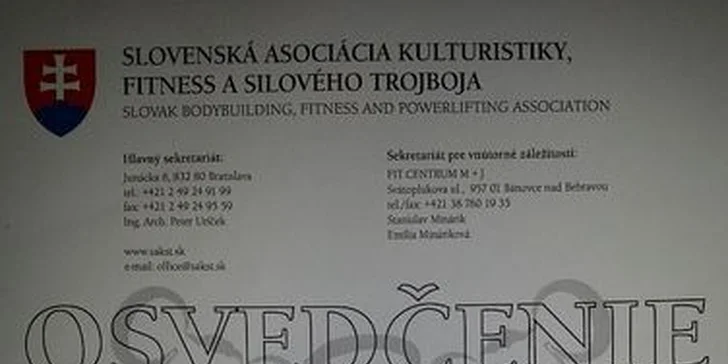 SLOVENSKÁ ASOCIÁCIA KULTURISTIKY,
FITNESS A SILOVÉHO TROJBOJA
SLOVAK BODYBUILDING, FITNESS AND POWERLIFTING ASSOCIATION
Hlavný sekretariát:
Junácka 6, 832 80 Bratislava
tel.: +421 2 49 24 91 99
fax: +421 2 49 24 95 59
Ing. Arch. Peter Uríček
www.sakst.sk
e-mail: office@sakst.sk
Sekretariát pre vnútorné záležitosti:
FIT CENTRUM M + J
Svätoplukova ul., 957 01 Bánovce nad Bebravou
tel./fax: +421 38 760 19 35
Stanislav Minárik
Emília Mináriková
OSVEDČENIE